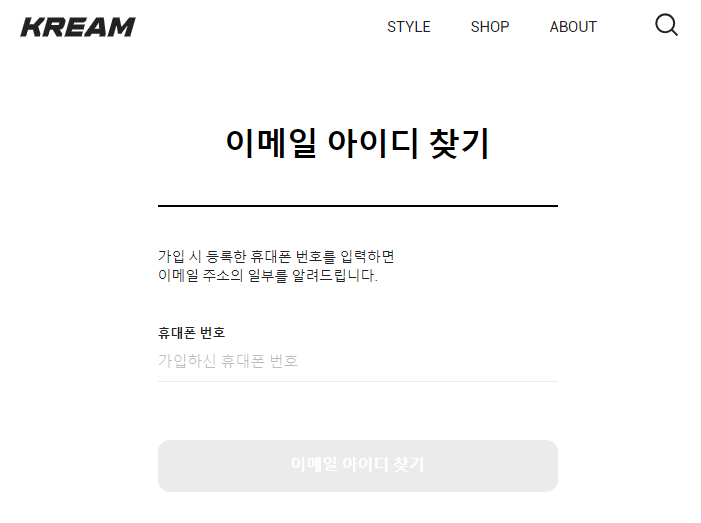 KREAM
STYLE SHOP ABOUT
이메일 아이디 찾기
가입 시 등록한 휴대폰 번호를 입력하면
이메일 주소의 일부를 알려드립니다.
휴대폰 번호
가입하신 휴대폰 번호
이메일 아이디 찾기